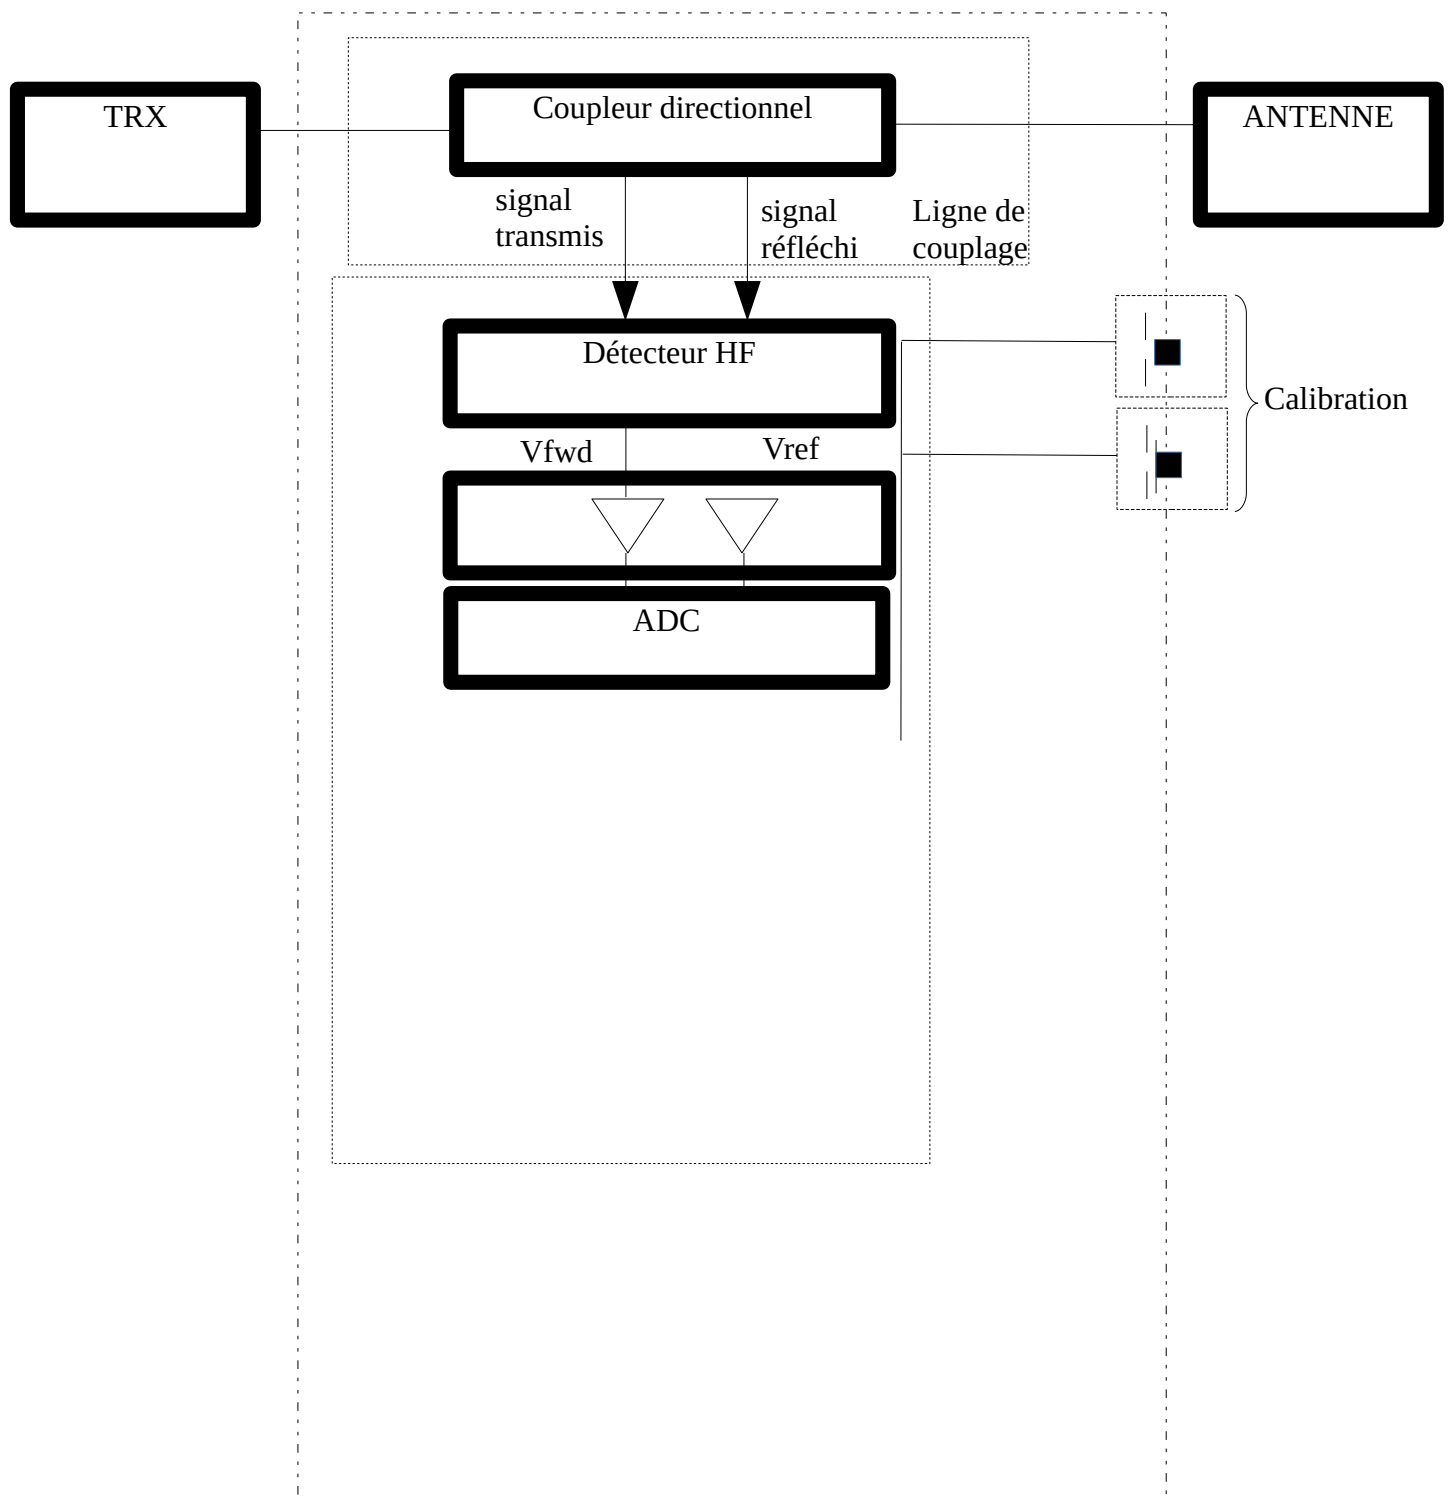 TRX
Coupleur directionnel
ANTENNE
signal
transmis
signal
réfléchi
Ligne de
couplage
Détecteur HF
Calibration
Vfwd
Vref
ADC